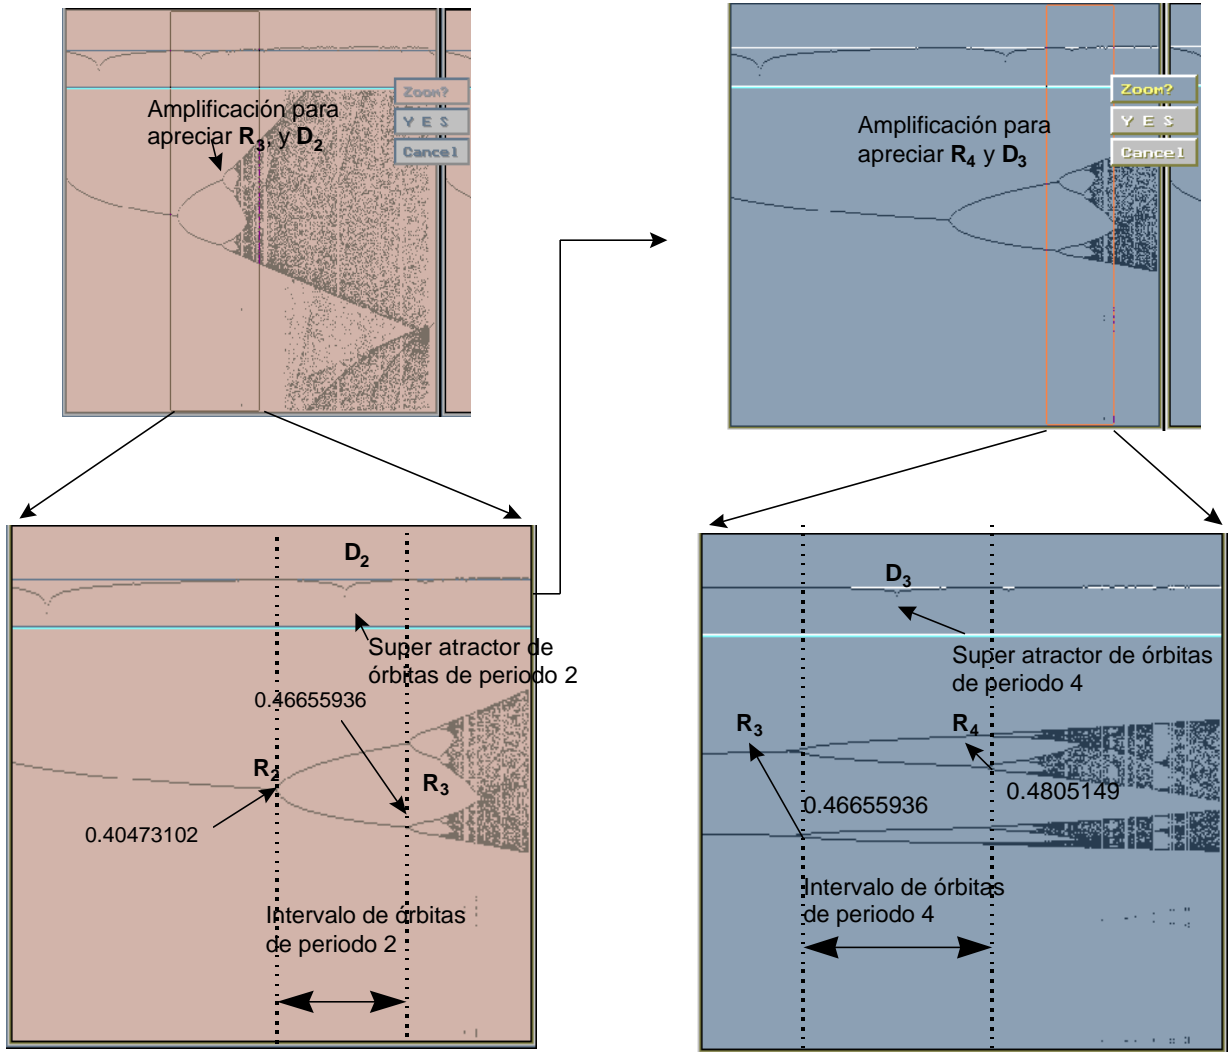 Amplificación para
apreciar R3, y D2
Zoom?
YES
Cancel
Amplificación para
apreciar R4 y D3
Zoom?
YES
Cancel
D2
Super atractor de
órbitas de periodo 2
0.46655936
R2
R3
0.40473102
Intervalo de órbitas
de periodo 2
D3
Super atractor de órbitas
de periodo 4
R3
R4
0.46655936
0.4805149
Intervalo de órbitas
de periodo 4